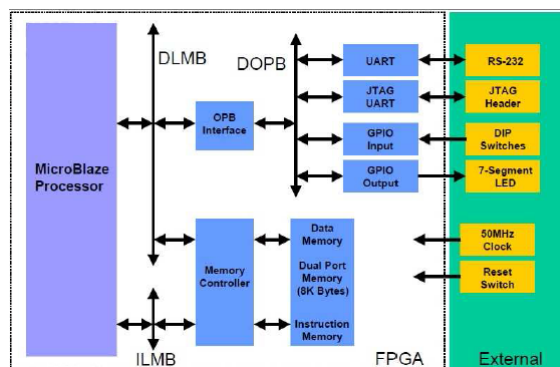 DLMB
DOPB
UART
RS-232
JTAG
UART
JTAG
Header
OPB
Interface
GPIO
Input
DIP
Switches
MicroBlaze
Processor
GPIO
Output
7-Segment
LED
Data
Memory
50MHz
Clock
Memory
Controller
Dual Port
Memory
(8K Bytes)
Reset
Switch
Instruction
Memory
ILMB
FPGA
External